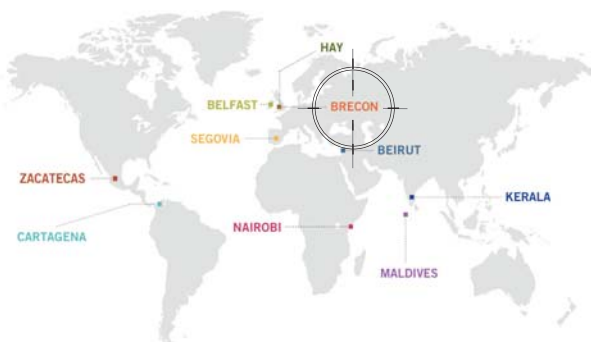 HAY
BELFAST
BRECON
SEGOVIA
BEIRUT
ZACATECAS
KERALA
CARTAGENA
NAIROBI
MALDIVES